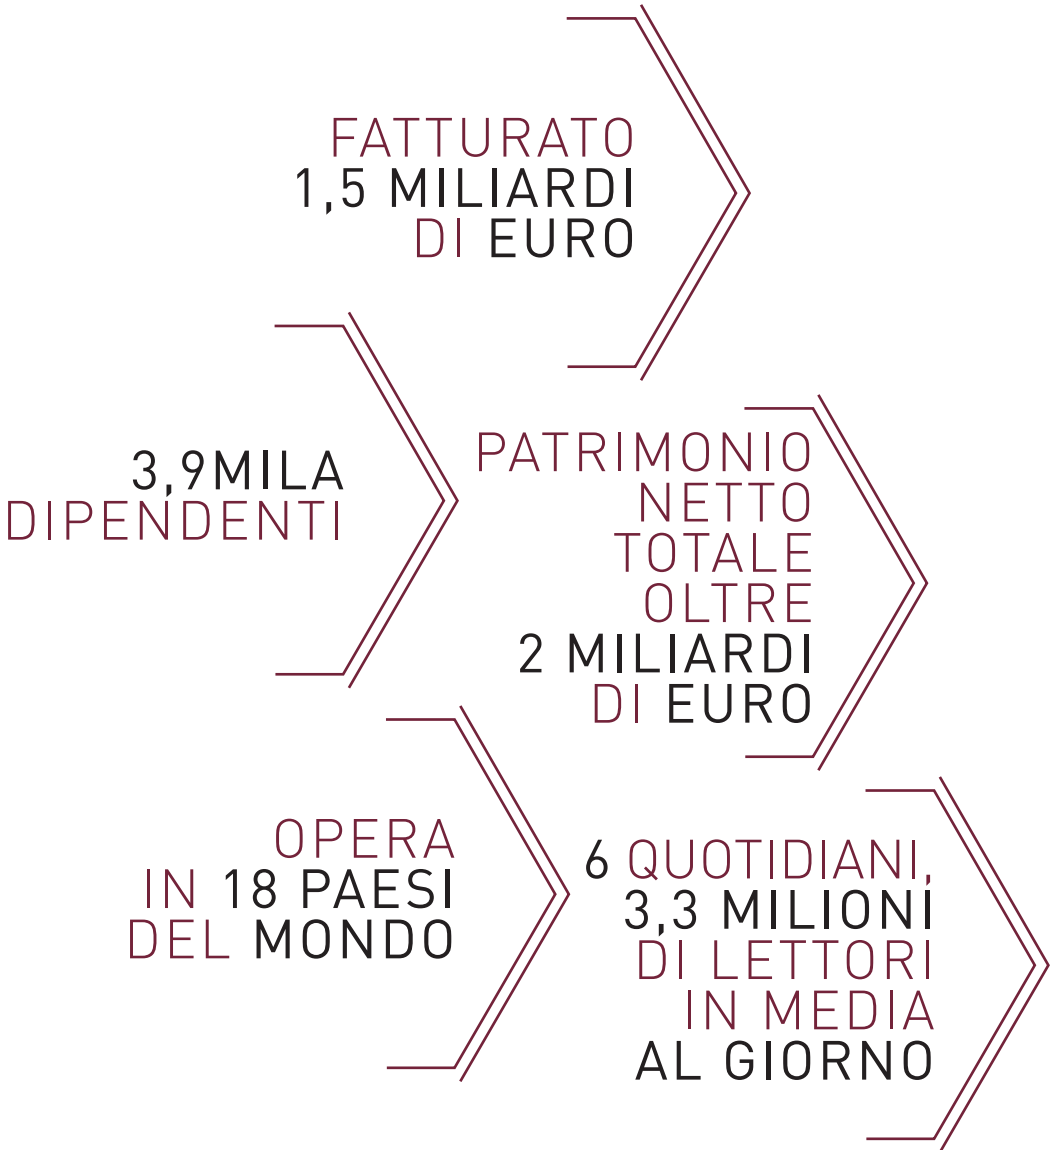 FATTURATO
1,5 MILIARDI
DI EURO
3,9MILA
DIPENDENTI
PATRIMONIO
NETTO
TOTALE
OLTRE
2 MILIARDI
DI EURO
OPERA
IN 18 PAESI
DEL MONDO
6 QUOTIDIANI,
3,3 MILIONI
DI LETTORI
IN MEDIA
AL GIORNO